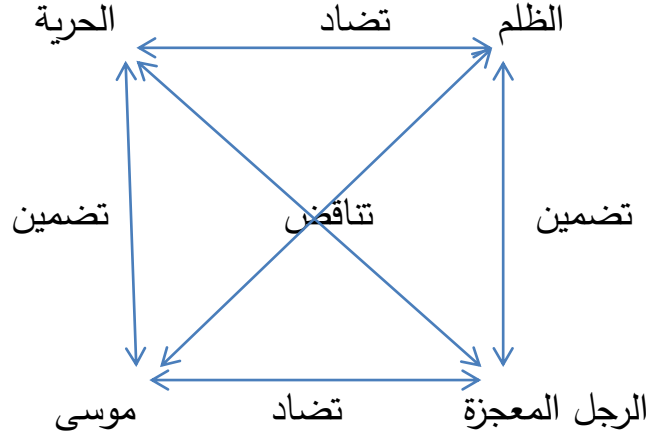 الظلم تضاد الحرية
تضمين تناقض تضمين
الرجل المعجزة تضاد موسى